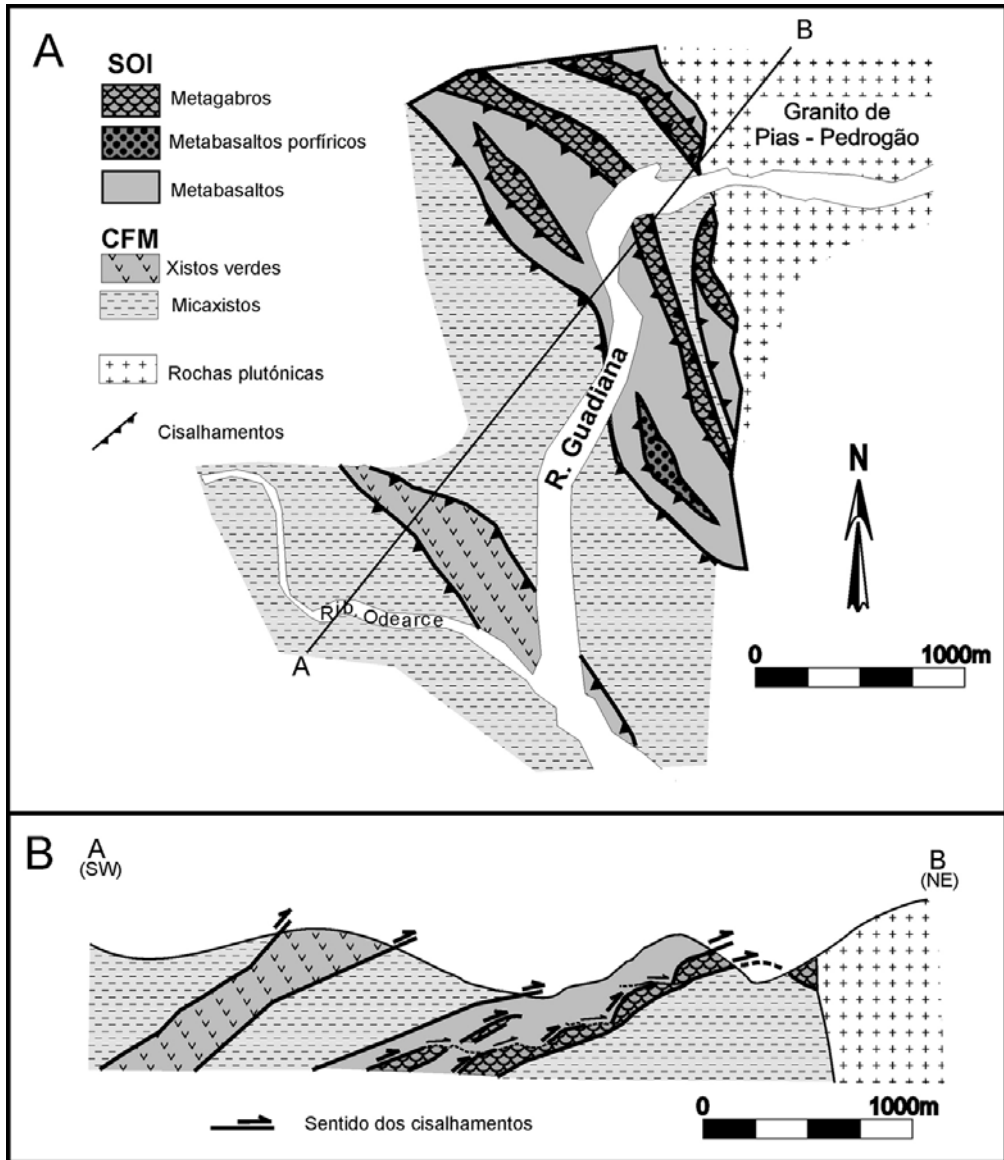 A
B
SOI
Metagabros
Metabasaltos porfíricos
Metabasaltos
CFM
Xistos verdes
Micaxistos
Rochas plutónicas
Cisalhamentos
Granito de
Pias - Pedrogão
R. Guadiana
Rib. Odearce
A
N
0 1000m
B
A
(SW)
B
(NE)
Sentido dos cisalhamentos
0 1000m